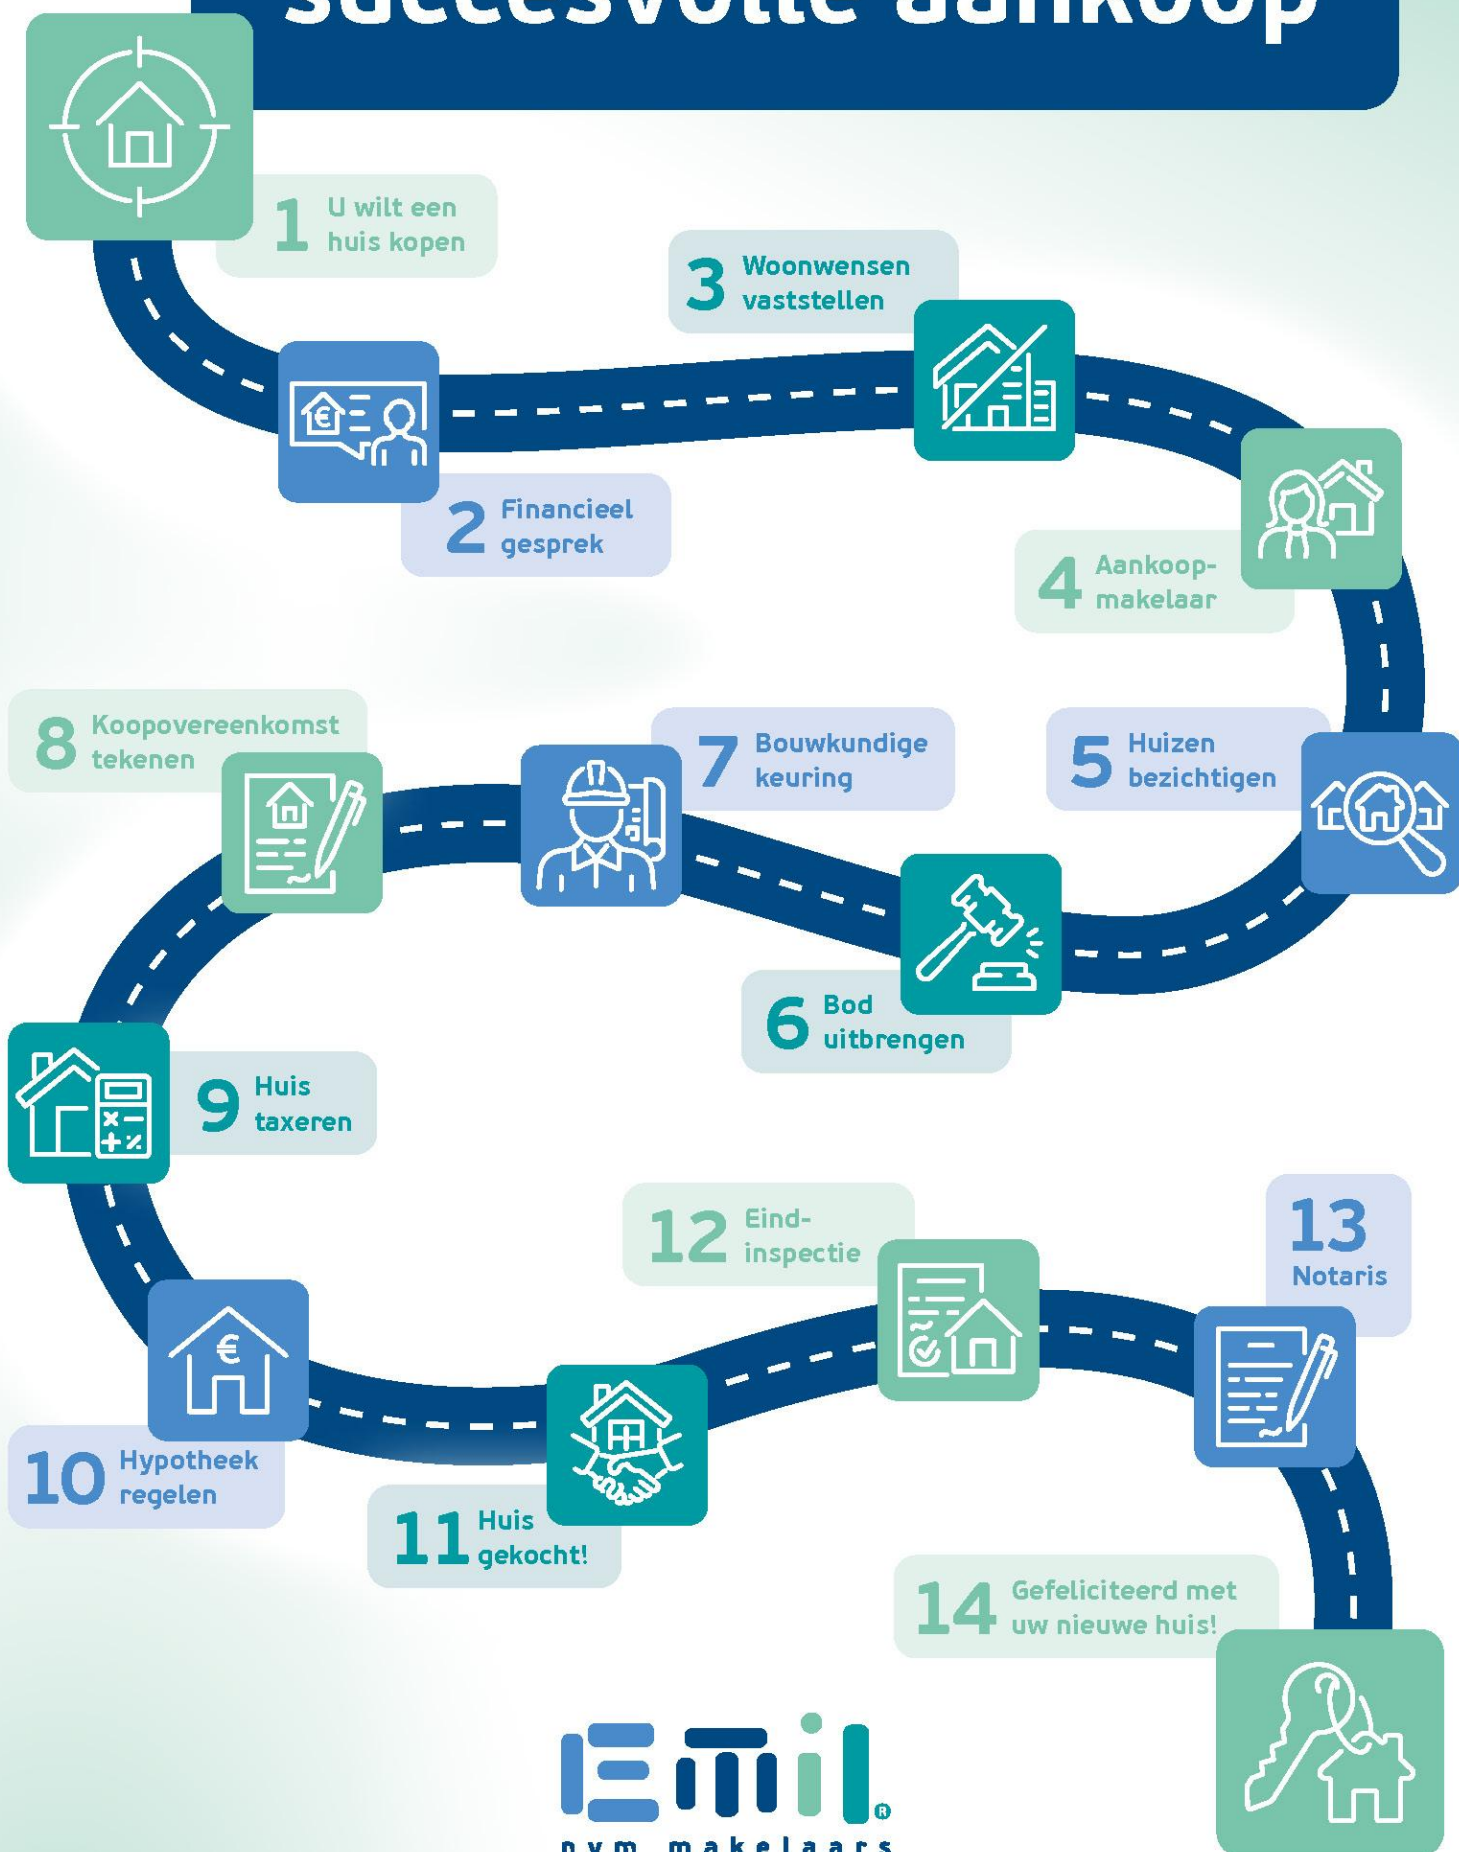 succesvolle aankoop
1 U wilt een
huis kopen
3 Woonwensen
vaststellen
2 Financieel
gesprek
4 Aankoop-
makelaar
8 Koopovereenkomst
tekenen
7 Bouwkundige
keuring
5 Huizen
bezichtigen
6 Bod
uitbrengen
9 Huis
taxeren
12 Eind-
inspectie
13
Notaris
10 Hypotheek
regelen
11 Huis
gekocht!
14 Gefeliciteerd met
uw nieuwe huis!
Emil®
nvm makelaars